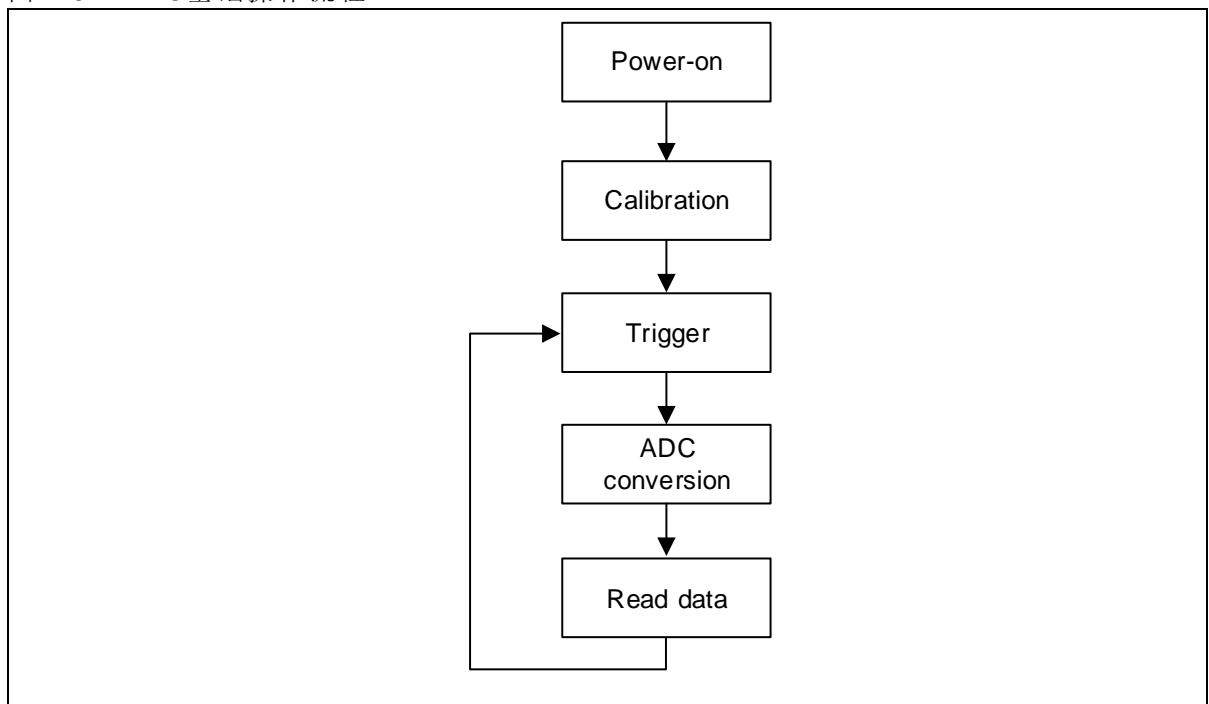 Power-on
Calibration
Trigger
ADC
conversion
Read data